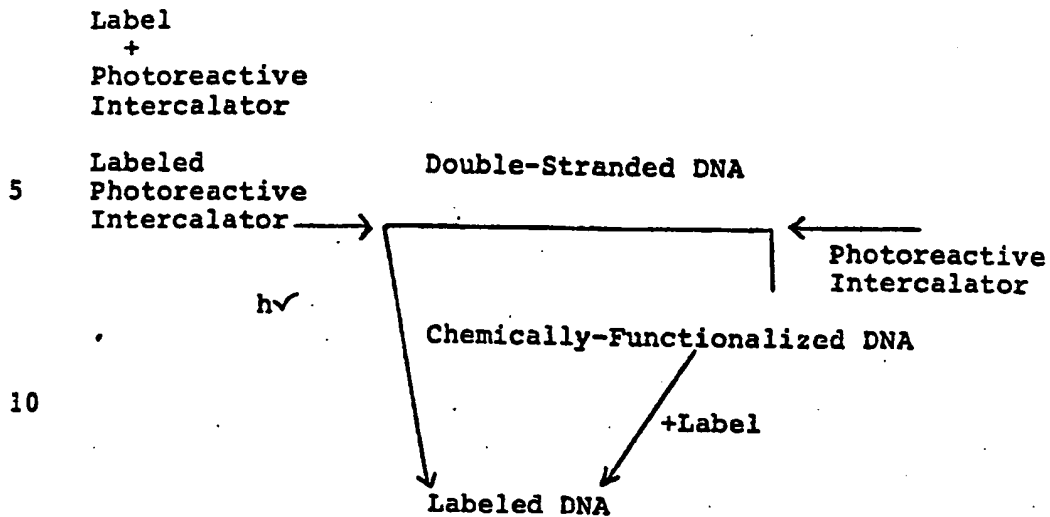 Label
+
Photoreactive
Intercalator
Labeled
Double-Stranded DNA
5 Photoreactive
Intercalator
Photoreactive
Intercalator
h✓
Chemically-Functionalized DNA
10
+Label
Labeled DNA